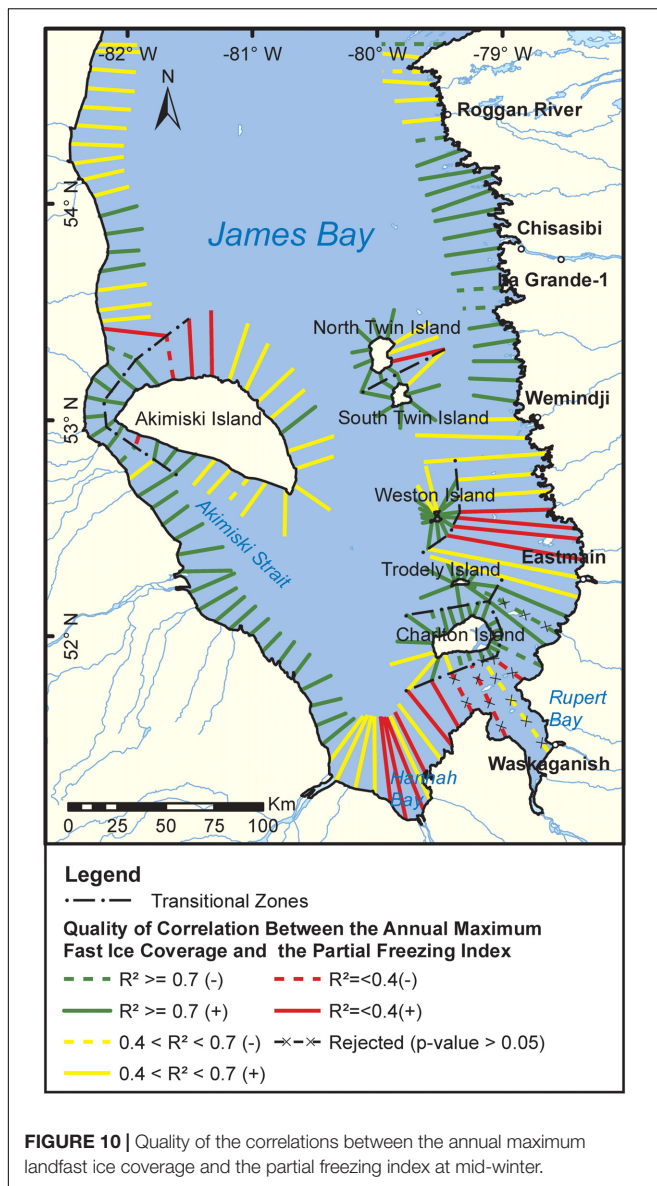 -82° W -81° W -80° W -79° W
N
Roggan River
54° N
James Bay
Chisasibi
La Grande-1
North Twin Island
Akimiski Island
South Twin Island
Wemindji
53° N
Weston Island
Akimiski Strait
Eastmain
Trodely Island
52° N
Charlton Island
Rupert
Bay
Waskaganish
Hannah
Bay
Km
0 25 50 75 100
Legend
Transitional Zones
Quality of Correlation Between the Annual Maximum
Fast Ice Coverage and the Partial Freezing Index
R² >= 0.7 (-) R²=<0.4(-)
R² >= 0.7 (+) R²=<0.4(+)
0.4 < R² < 0.7 (-) Rejected (p-value > 0.05)
0.4 < R² < 0.7 (+)
FIGURE 10 | Quality of the correlations between the annual maximum
landfast ice coverage and the partial freezing index at mid-winter.